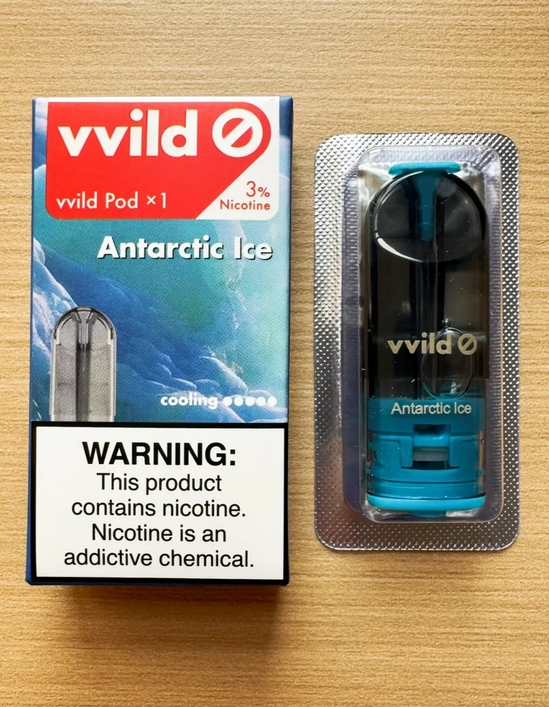 vvild
vvild Pod ×1
3%
Nicotine
Antarctic Ice
cooling
WARNING:
This product
contains nicotine.
Nicotine is an
addictive chemical.
vvild
Antarctic Ice